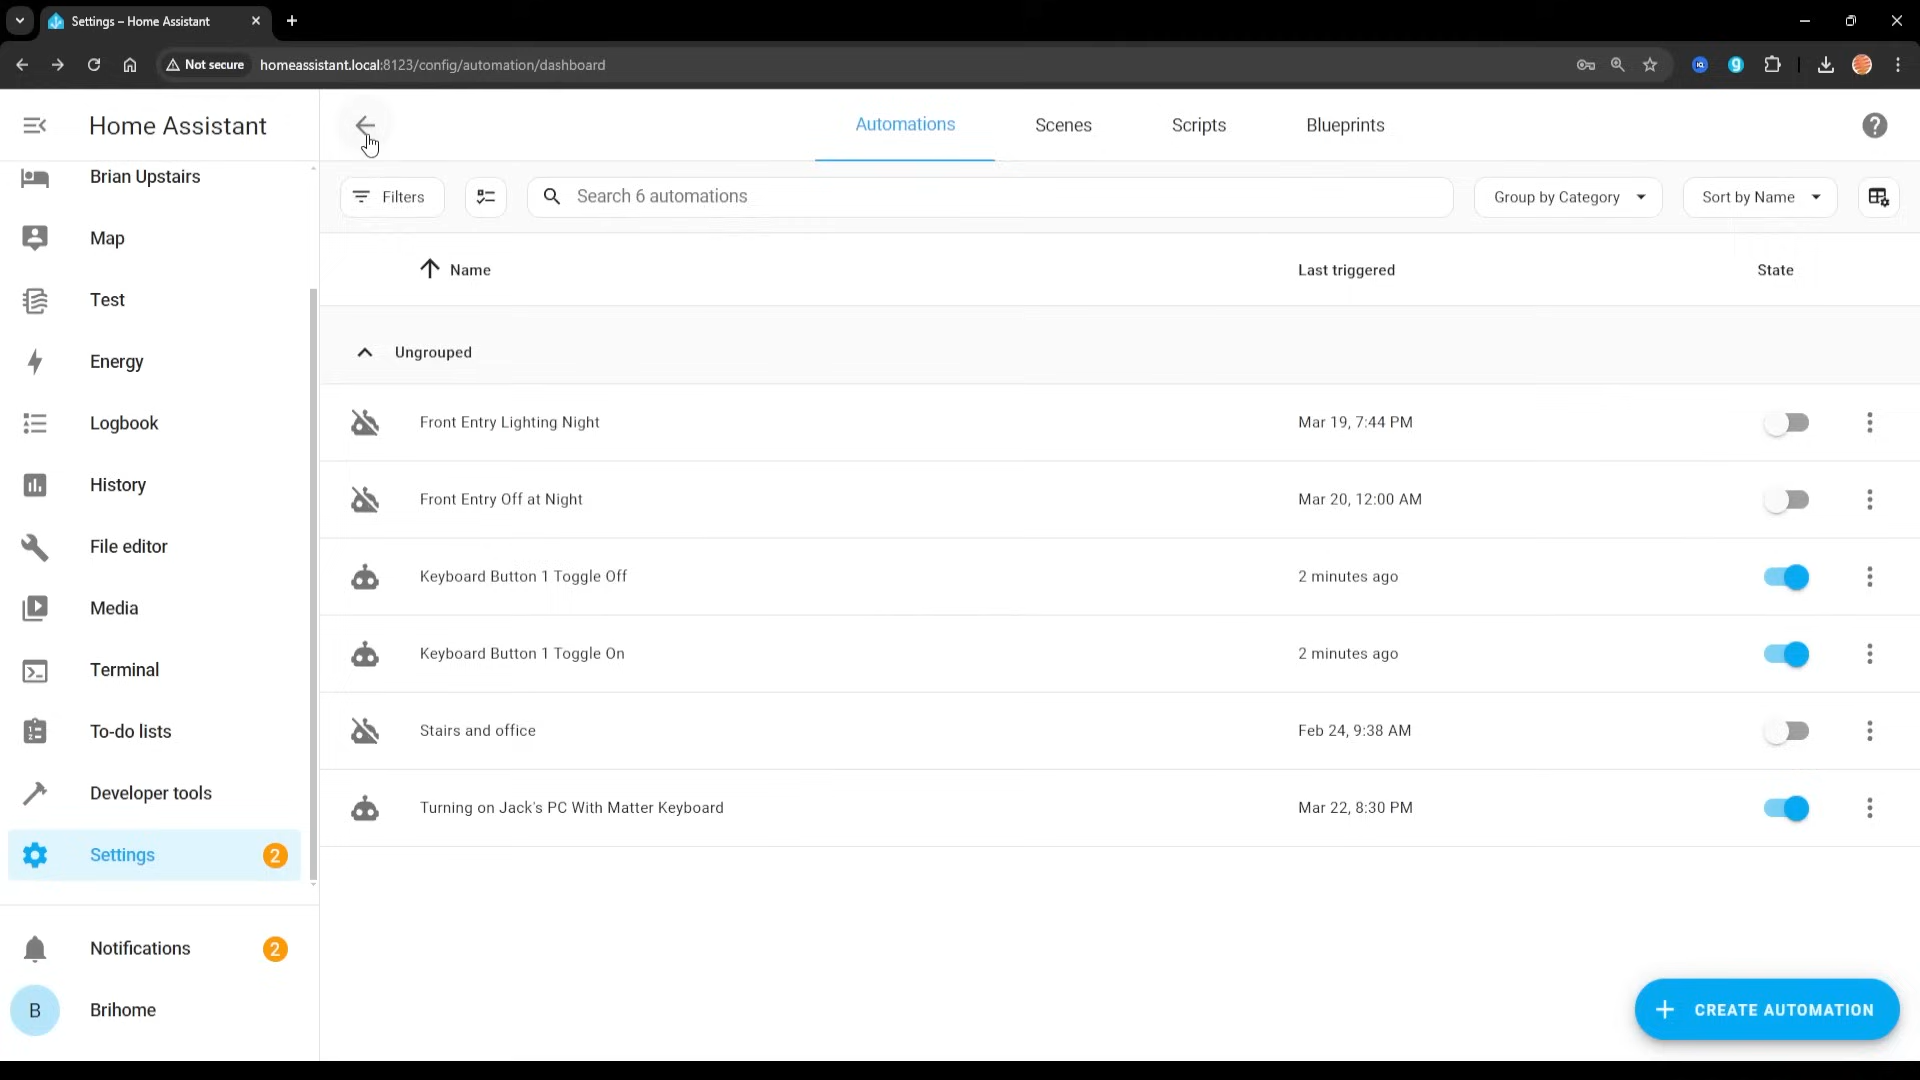 Settings – Home Assistant
Not secure homeassistant.local:8123/config/automation/dashboard
Home Assistant
Automations Scenes Scripts Blueprints
Brian Upstairs
Map
Test
Energy
Logbook
History
File editor
Media
Terminal
To-do lists
Developer tools
Settings 2
Notifications 2
B Brihome
Filters Search 6 automations Group by Category Sort by Name
Name Last triggered State
Ungrouped
Front Entry Lighting Night Mar 19, 7:44 PM
Front Entry Off at Night Mar 20, 12:00 AM
Keyboard Button 1 Toggle Off 2 minutes ago
Keyboard Button 1 Toggle On 2 minutes ago
Stairs and office Feb 24, 9:38 AM
Turning on Jack's PC With Matter Keyboard Mar 22, 8:30 PM
CREATE AUTOMATION